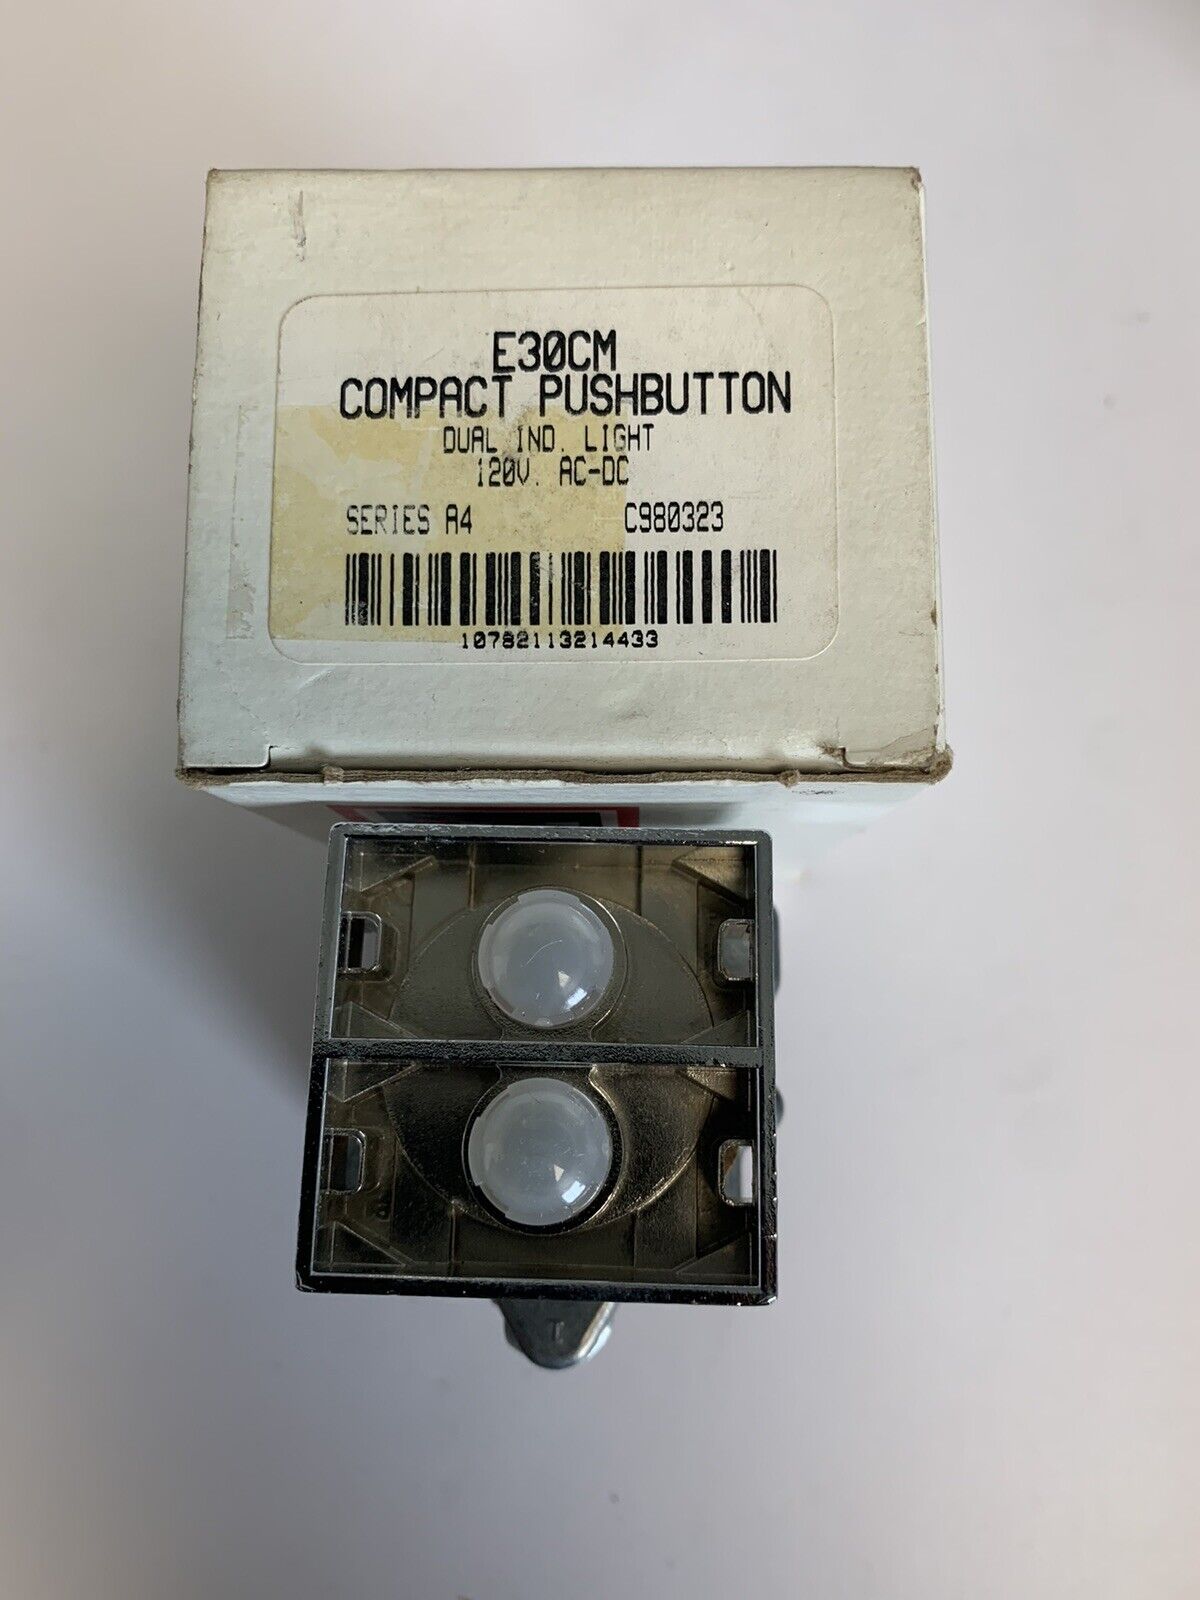 E30CM
COMPACT PUSHBUTTON
DUAL IND. LIGHT
120V. AC-DC
SERIES A4 C980323
10782113214433